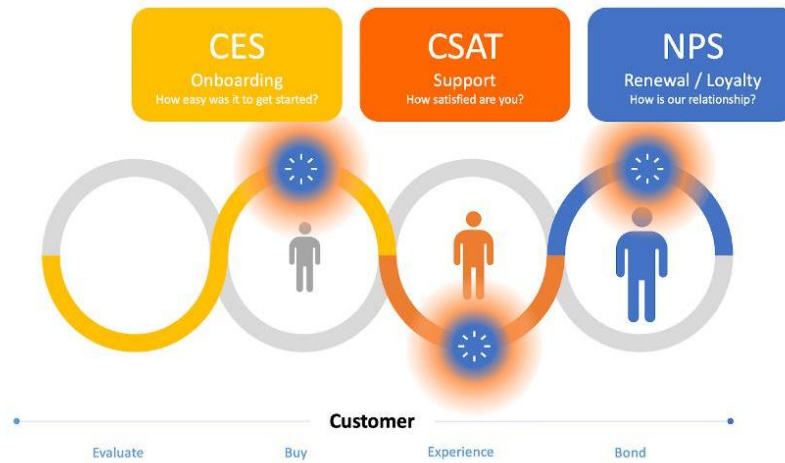 CES
Onboarding
How easy was it to get started?
CSAT
Support
How satisfied are you?
NPS
Renewal / Loyalty
How is our relationship?
Customer
Evaluate
Buy
Experience
Bond